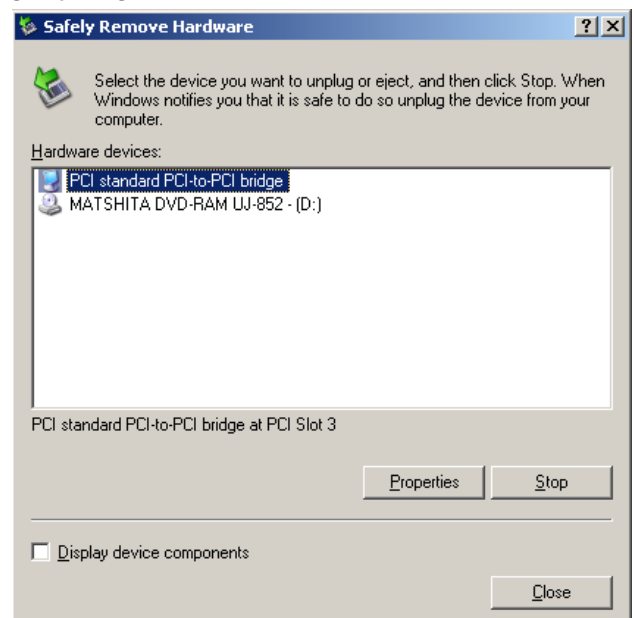 Safely Remove Hardware
Select the device you want to unplug or eject, and then click Stop. When
Windows notifies you that it is safe to do so unplug the device from your
computer.
Hardware devices:
PCI standard PCI-to-PCI bridge
MATSHITA DVD-RAM UJ-852 - (D:)
PCI standard PCI-to-PCI bridge at PCI Slot 3
Properties
Stop
Display device components
Close